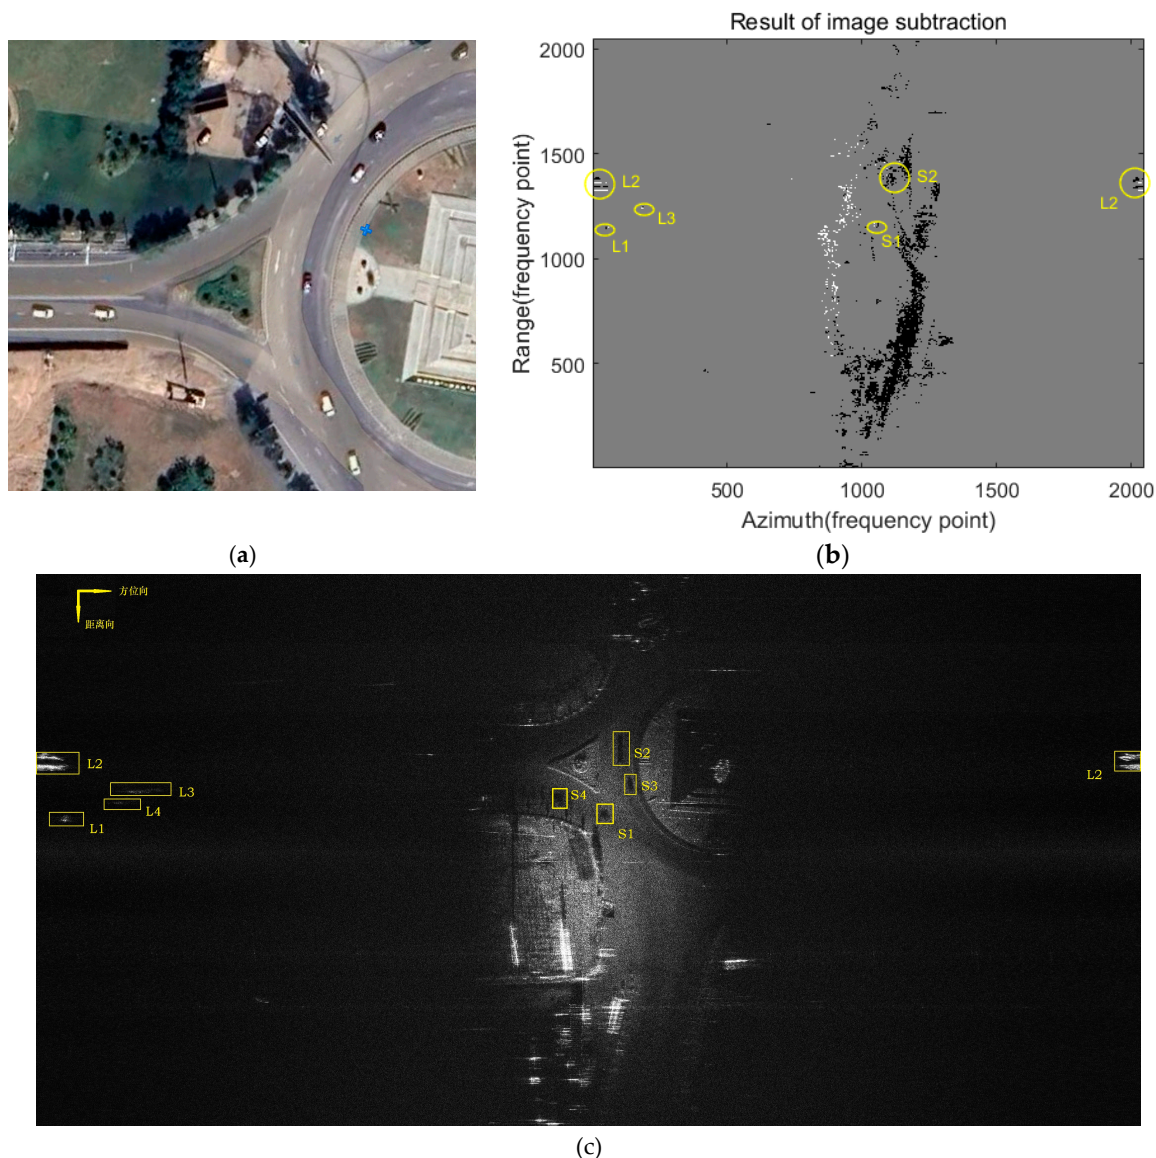 Result of image subtraction
Range(frequency point)
2000
1500
1000
500
L2
L3
L1
S2
S1
L2
500
1000
1500
2000
Azimuth(frequency point)
(a)
(b)
方位向
距离向
L2
L3
L4
L1
S2
S3
S4
S1
L2
(c)